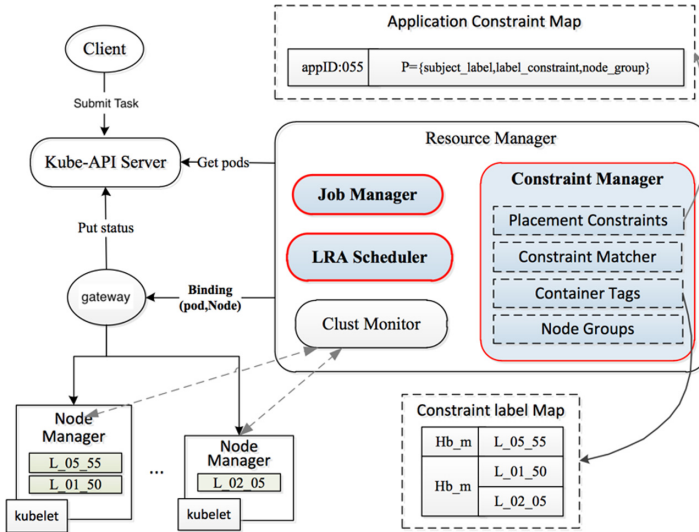 Client
Submit Task
Kube-API Server
Put status
gateway
Get pods
Binding
(pod,Node)
Application Constraint Map
appID:055
P={subject_label,label_constraint,node_group}
Resource Manager
Job Manager
LRA Scheduler
Clust Monitor
Constraint Manager
Placement Constraints
Constraint Matcher
Container Tags
Node Groups
Node
Manager
L_05_55
L_01_50
kubelet
...
Node
Manager
L_02_05
kubelet
Constraint label Map
Hb_m
L_05_55
Hb_m
L_01_50
L_02_05